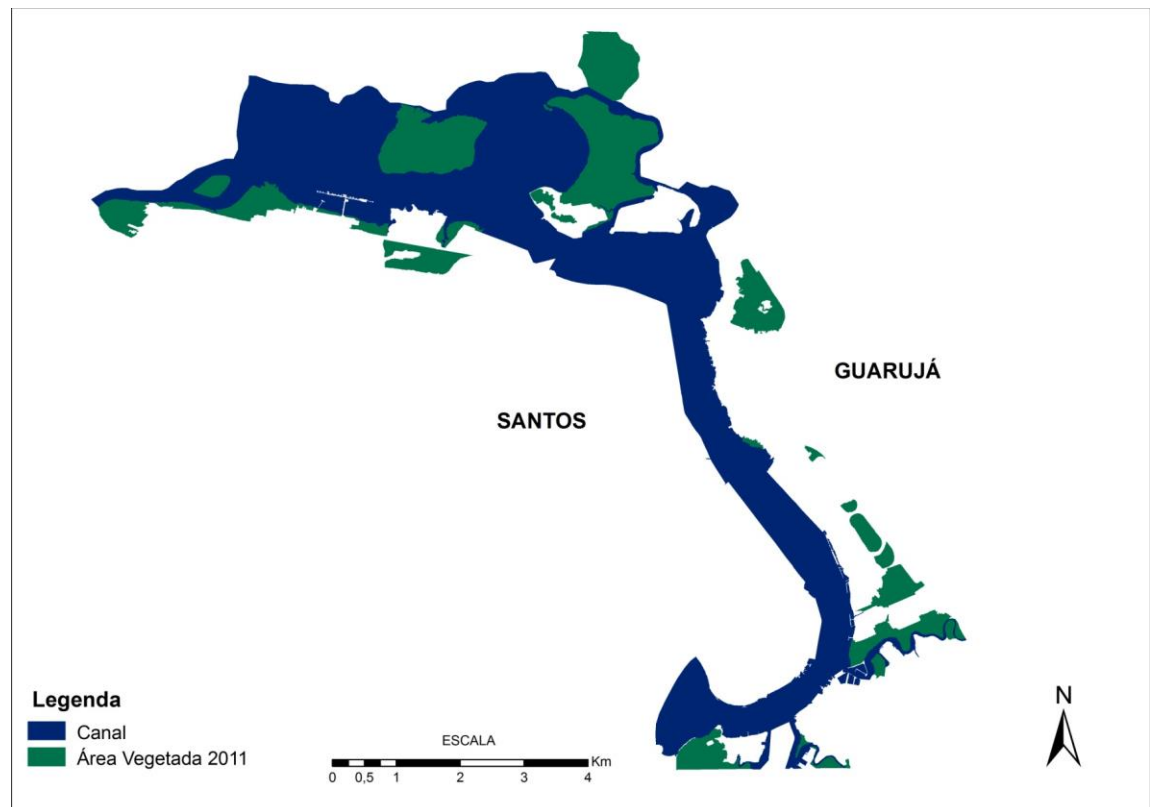 GUARUJÁ
SANTOS
Legenda
Canal
Área Vegetada 2011
ESCALA
Km
0 0,5 1 2 3 4
N